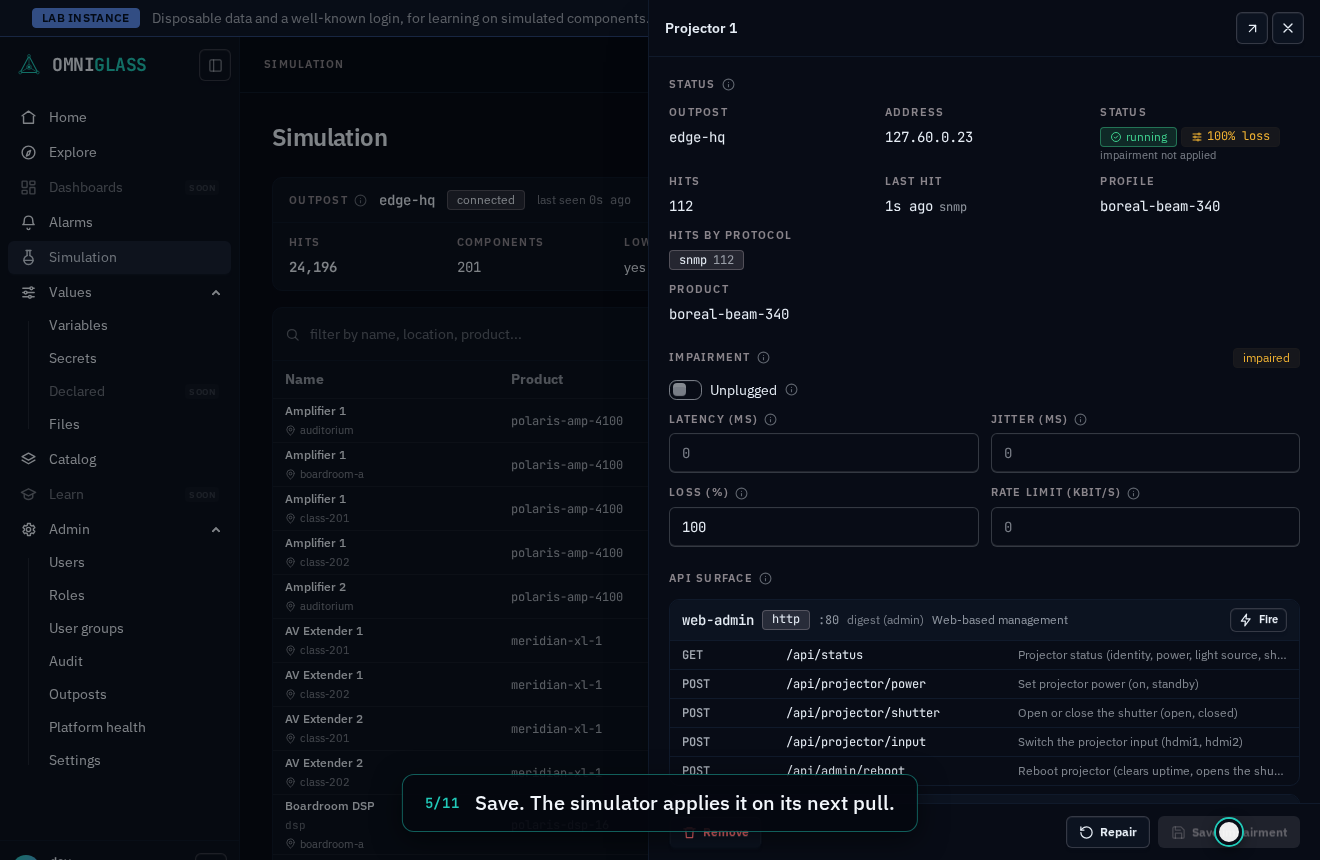 LAB INSTANCE Disposable data and a well-known login, for learning on simulated components.
OMNIGLASS
Home
Explore
Dashboards SOON
Alarms
Simulation
Values
Variables
Secrets
Declared SOON
Files
Catalog
Learn SOON
Admin
Users
Roles
User groups
Audit
Outposts
Platform health
Settings
dev
SIMULATION
Simulation
OUTPOST edge-hq connected last seen 0s ago
HITS COMPONENTS LOW
24,196 201 yes
filter by name, location, product...
Name Product
Amplifier 1 polaris-amp-4100
auditorium
Amplifier 1 polaris-amp-4100
boardroom-a
Amplifier 1 polaris-amp-4100
class-201
Amplifier 1 polaris-amp-4100
class-202
Amplifier 2 polaris-amp-4100
auditorium
AV Extender 1 meridian-xl-1
class-201
AV Extender 1 meridian-xl-1
class-202
AV Extender 2 meridian-xl-1
class-201
AV Extender 2 meridian-xl-1
class-202
Boardroom DSP
dsp
boardroom-a
Projector 1
STATUS
OUTPOST ADDRESS STATUS
edge-hq 127.60.0.23 running 100% loss
impairment not applied
HITS LAST HIT PROFILE
112 1s ago snmp boreal-beam-340
HITS BY PROTOCOL
snmp 112
PRODUCT
boreal-beam-340
IMPAIRMENT impaired
Unplugged
LATENCY (MS) JITTER (MS)
0 0
LOSS (%) RATE LIMIT (KBIT/S)
100 0
API SURFACE
web-admin http :80 digest (admin) Web-based management Fire
GET /api/status Projector status (identity, power, light source, sh...
POST /api/projector/power Set projector power (on, standby)
POST /api/projector/shutter Open or close the shutter (open, closed)
POST /api/projector/input Switch the projector input (hdmi1, hdmi2)
POST /api/admin/reboot Reboot projector (clears uptime, opens the shu...
5/11 Save. The simulator applies it on its next pull.
Remove Repair